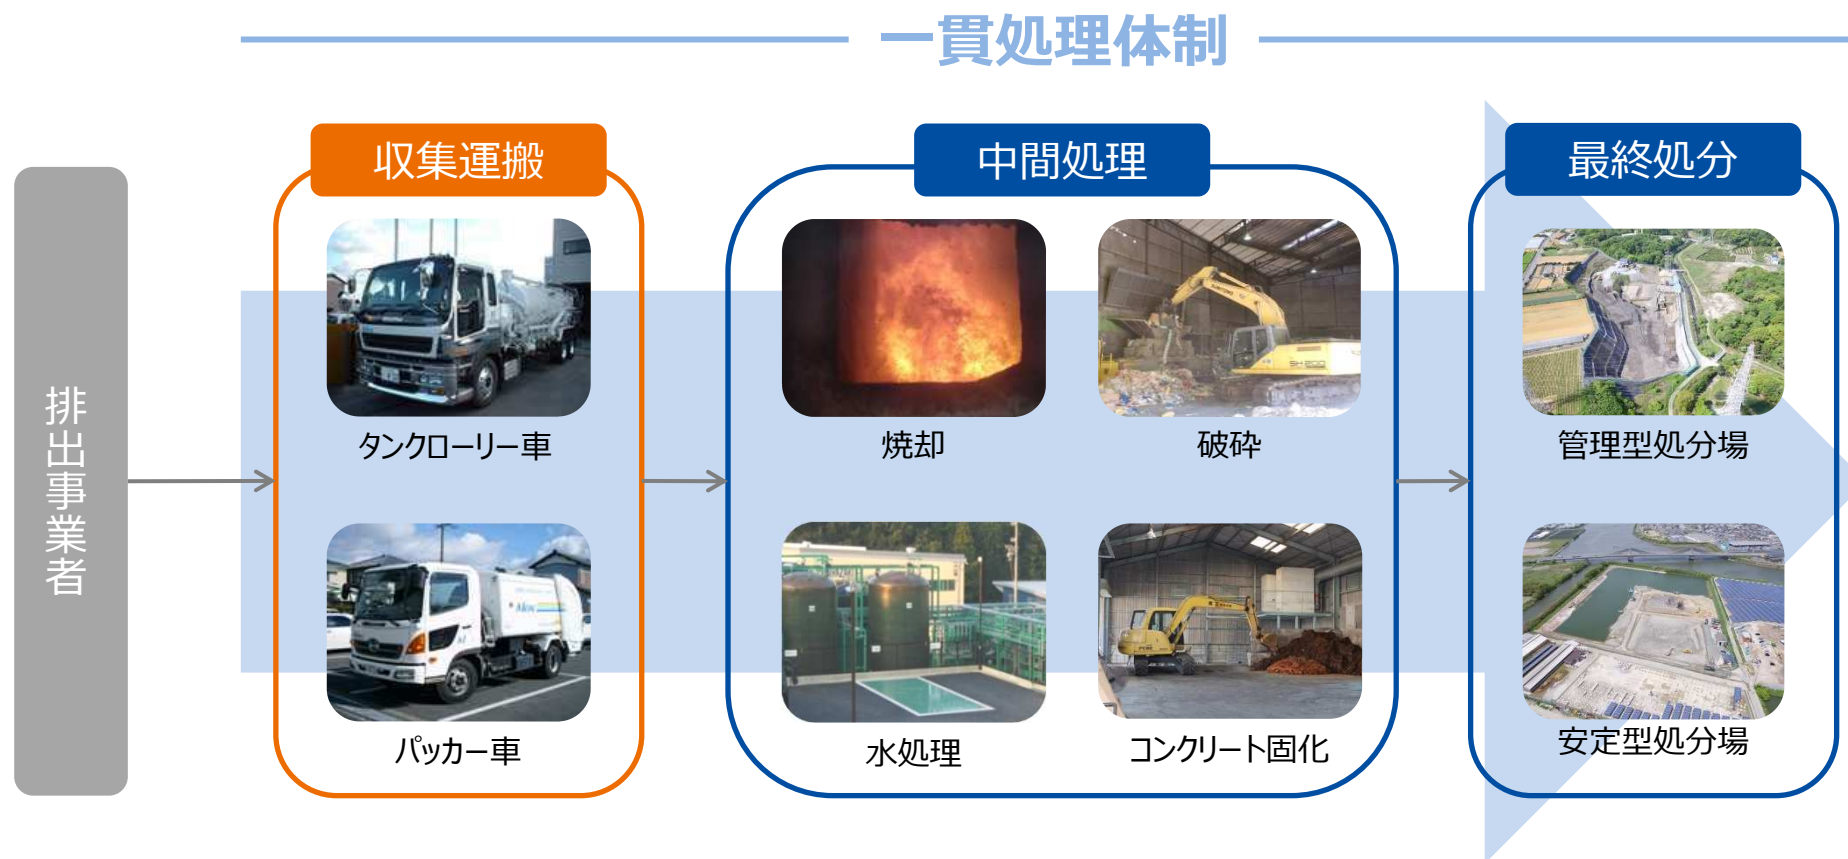 一貫処理体制
排出事業者
収集運搬
タンクローリー車
パッカー車
中間処理
焼却
破砕
水処理
コンクリート固化
最終処分
管理型処分場
安定型処分場